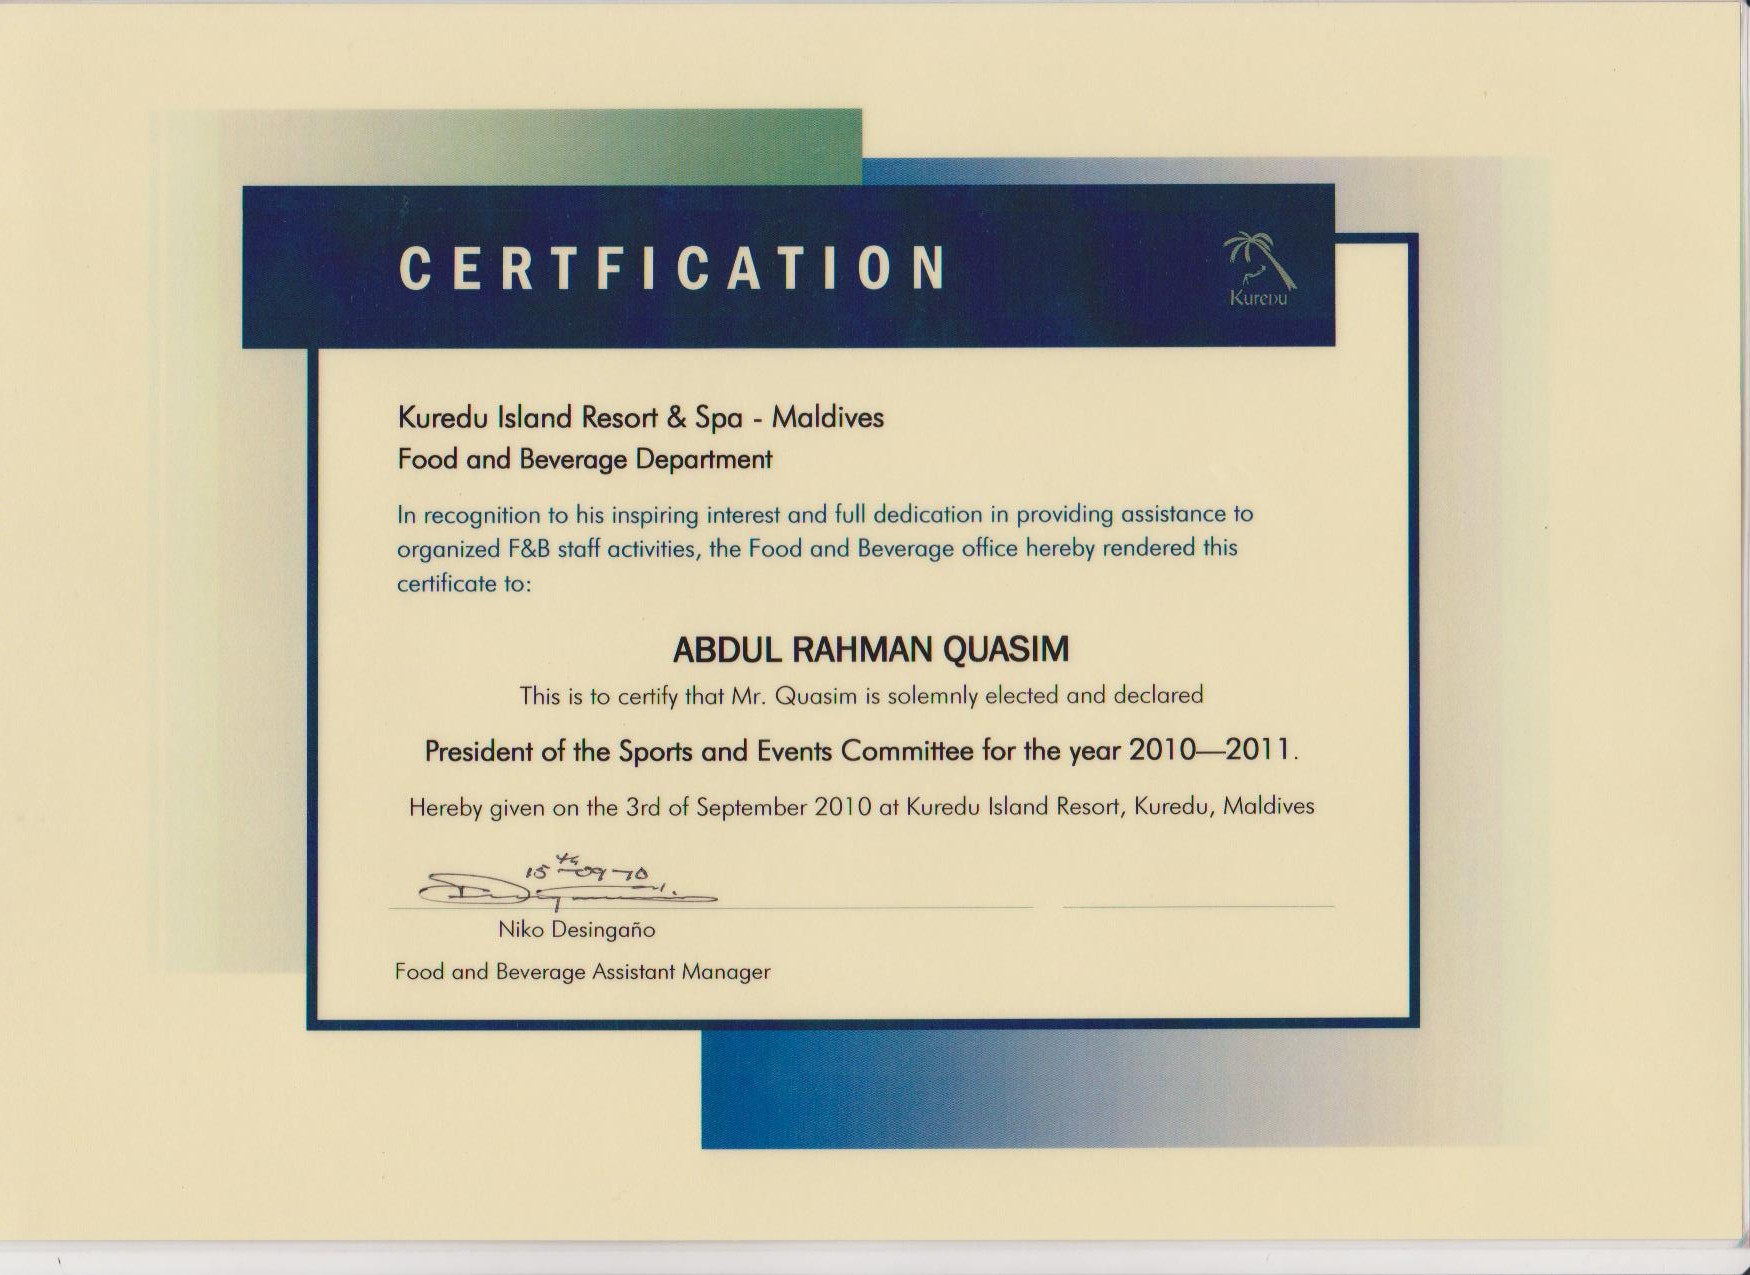 CERTFICATION
Kuredu
Kuredu Island Resort & Spa - Maldives
Food and Beverage Department
In recognition to his inspiring interest and full dedication in providing assistance to
organized F&B staff activities, the Food and Beverage office hereby rendered this
certificate to:
ABDUL RAHMAN QUASIM
This is to certify that Mr. Quasim is solemnly elected and declared
President of the Sports and Events Committee for the year 2010—2011.
Hereby given on the 3rd of September 2010 at Kuredu Island Resort, Kuredu, Maldives
15th-09-10
Niko Desingaño
Food and Beverage Assistant Manager